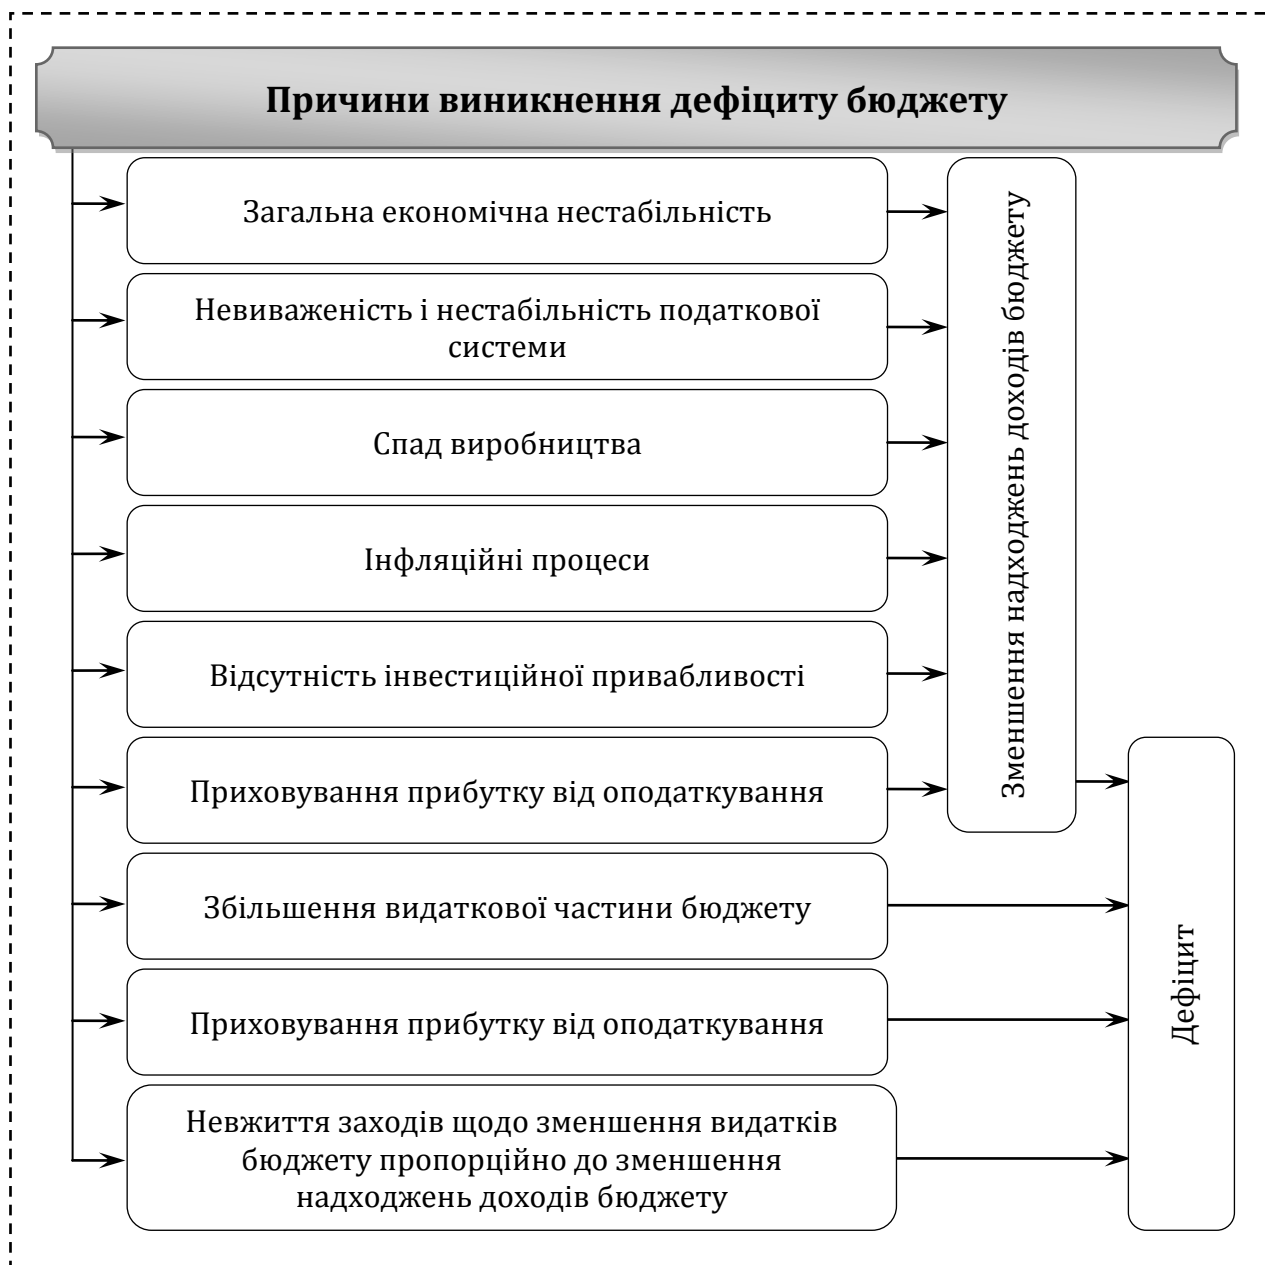 Причини виникнення дефіциту бюджету
Загальна економічна нестабільність
Невиваженість і нестабільність податкової
системи
Спад виробництва
Інфляційні процеси
Відсутність інвестиційної привабливості
Приховування прибутку від оподаткування
Збільшення видаткової частини бюджету
Приховування прибутку від оподаткування
Невжиття заходів щодо зменшення видатків
бюджету пропорційно до зменшення
надходжень доходів бюджету
Зменшення надходжень доходів бюджету
Дефіцит